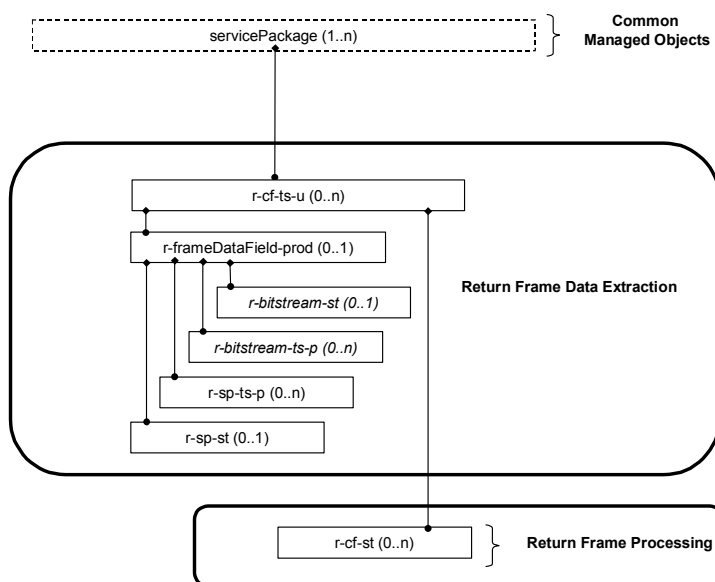 servicePackage (1..n)
Common
Managed Objects
r-cf-ts-u (0..n)
r-frameDataField-prod (0..1)
Return Frame Data Extraction
r-bitstream-st (0..1)
r-bitstream-ts-p (0..n)
r-sp-ts-p (0..n)
r-sp-st (0..1)
r-cf-st (0..n)
Return Frame Processing